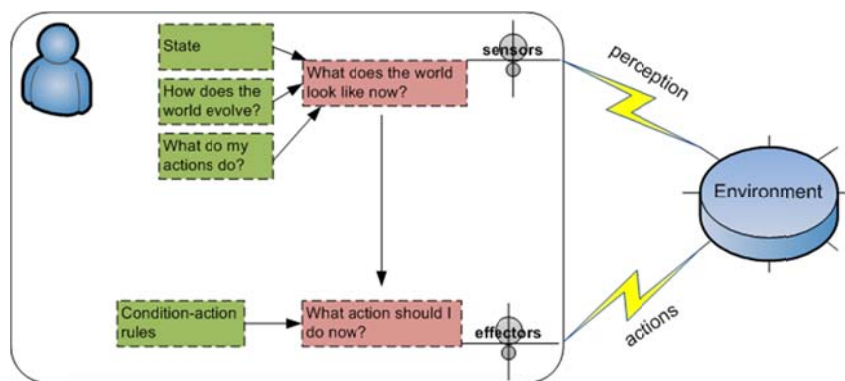 State
How does the
world evolve?
What do my
actions do?
What does the world
look like now?
sensors
perception
Environment
Condition-action
rules
What action should I
do now?
effectors
actions